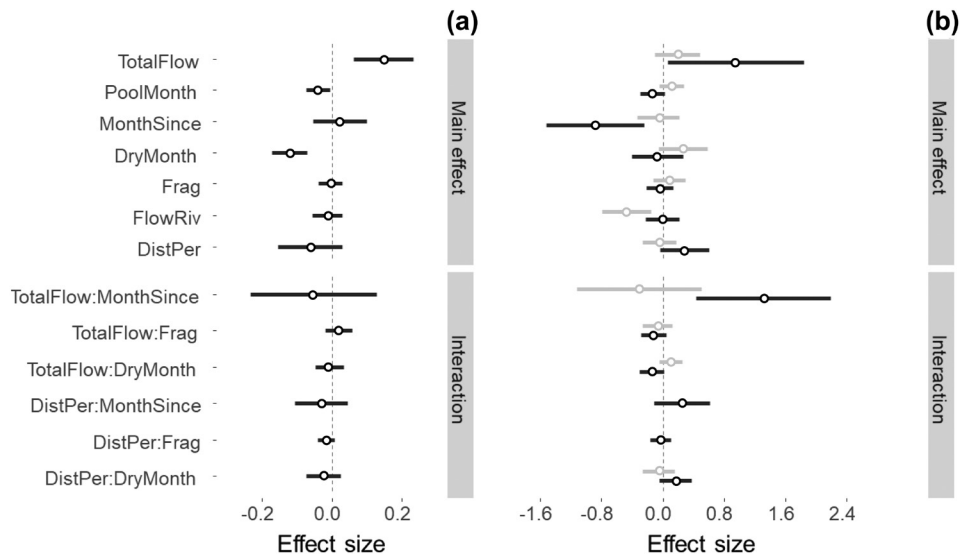 (a)
(b)
TotalFlow
PoolMonth
MonthSince
DryMonth
Frag
FlowRiv
DistPer
Main effect
Main effect
TotalFlow:MonthSince
TotalFlow:Frag
TotalFlow:DryMonth
DistPer:MonthSince
DistPer:Frag
DistPer:DryMonth
Interaction
Interaction
-0.2 0.0 0.2
-1.6 -0.8 0.0 0.8 1.6 2.4
Effect size
Effect size